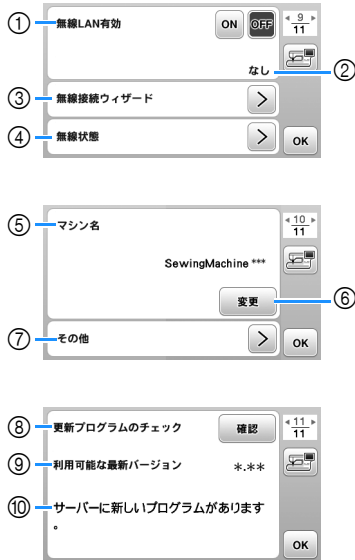 ① 無線LAN有効 ON OFF 9
11
なし ②
③ 無線接続ウィザード
④ 無線状態 OK
⑤ マシン名 10
11
SewingMachine ***
変更 ⑥
⑦ その他 OK
⑧ 更新プログラムのチェック 確認 11
11
⑨ 利用可能な最新バージョン *.**
⑩ サーバーに新しいプログラムがあります
。
OK